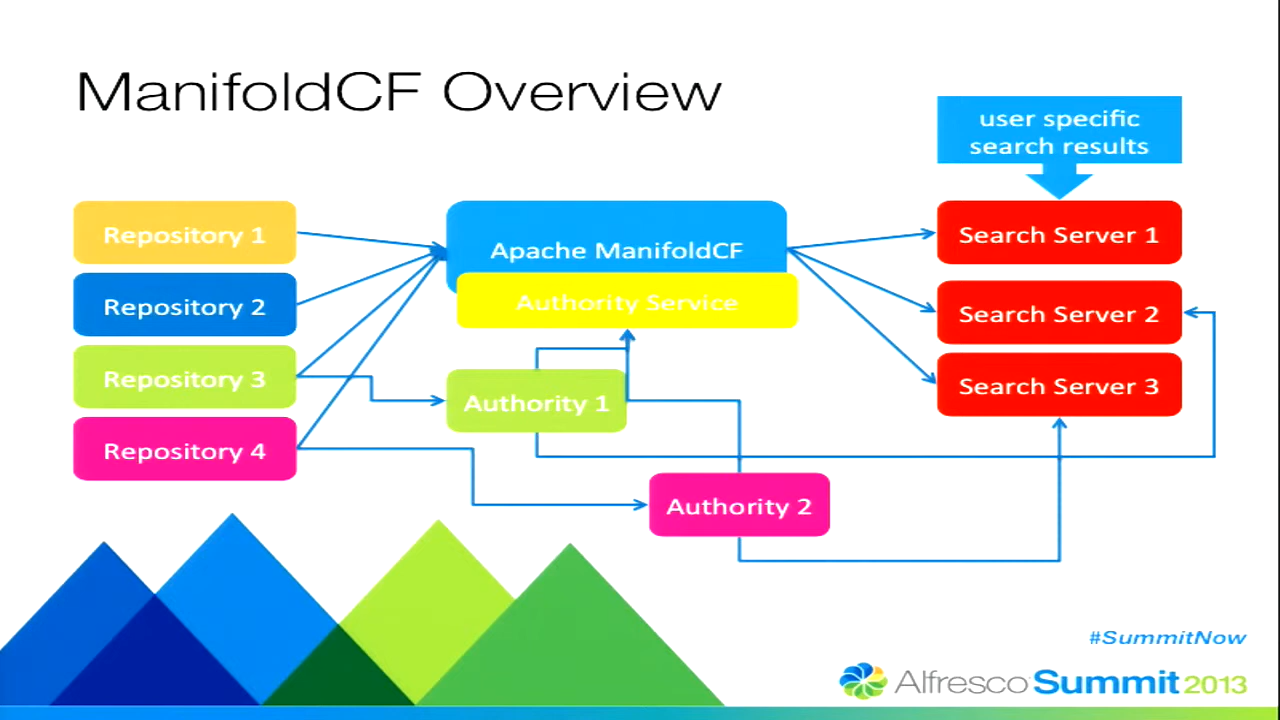 ManifoldCF Overview
user specific
search results
Repository 1
Repository 2
Repository 3
Repository 4
Apache ManifoldCF
Authority Service
Authority 1
Authority 2
Search Server 1
Search Server 2
Search Server 3
#SummitNow
Alfresco Summit 2013